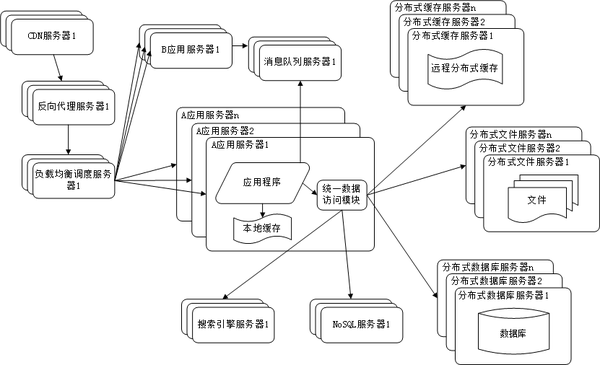 CDN服务器1
反向代理服务器1
负载均衡调度服务
器1
B应用服务器1
消息队列服务器1
A应用服务器n
A应用服务器2
A应用服务器1
应用程序
本地缓存
统一数据
访问模块
搜索引擎服务器1
NoSQL服务器1
分布式缓存服务器n
分布式缓存服务器2
分布式缓存服务器1
远程分布式缓存
分布式文件服务器n
分布式文件服务器2
分布式文件服务器1
文件
分布式数据库服务器n
分布式数据库服务器2
分布式数据库服务器1
数据库